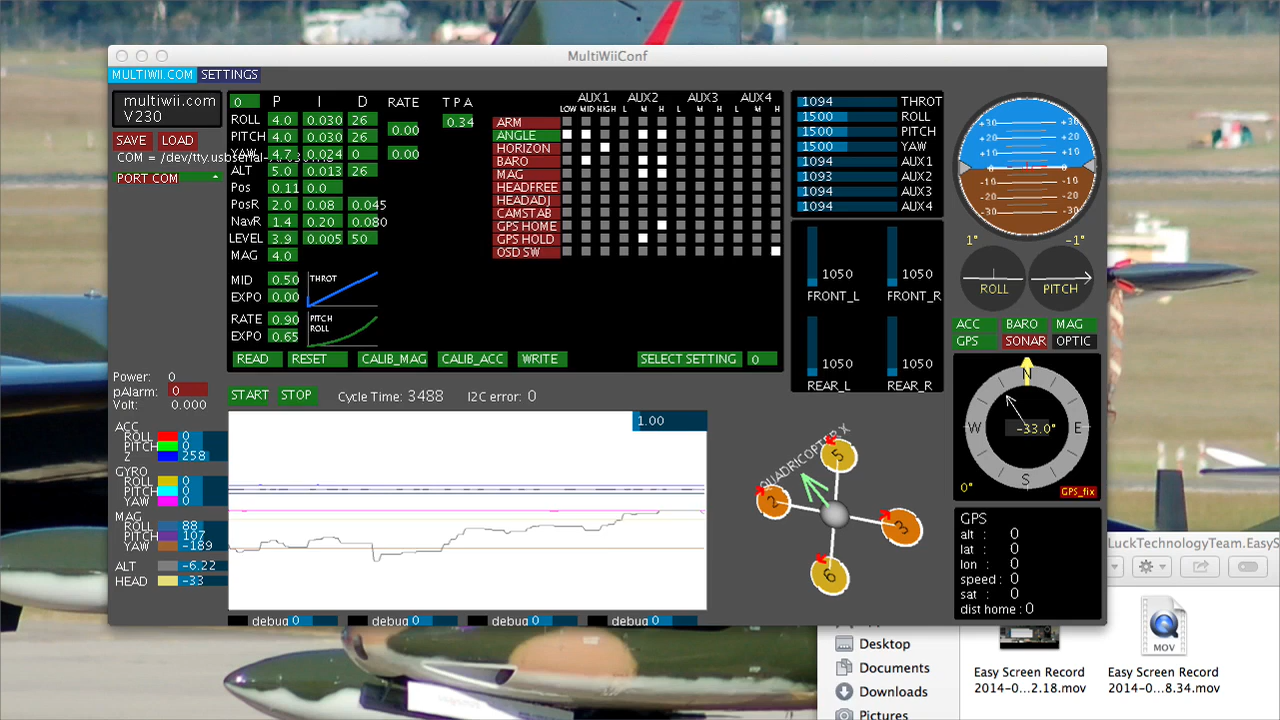 MultiWiiConf
MULTIWII.COM SETTINGS
multiwii.com
V230
SAVE LOAD
COM = /dev/tty.usbserial-
PORT COM
0 P I D RATE T P A
ROLL 4.0 0.030 26
PITCH 4.0 0.030 26 0.00 0.34
YAW 4.7 0.024 0 0.00
ALT 5.0 0.013 26
Pos 0.11 0.0
PosR 2.0 0.08 0.045
NavR 1.4 0.20 0.080
LEVEL 3.9 0.005 50
MAG 4.0
MID 0.50 THROT
EXPO 0.00
RATE 0.90 PITCH
EXPO 0.65 ROLL
AUX1 AUX2 AUX3 AUX4
LOW MID HIGH L M H L M H L M H
ARM
ANGLE
HORIZON
BARO
MAG
HEADFREE
HEADADJ
CAMSTAB
GPS HOME
GPS HOLD
OSD SW
READ RESET CALIB_MAG CALIB_ACC WRITE SELECT SETTING 0
1094 THROT
1500 ROLL
1500 PITCH
1500 YAW
1094 AUX1
1093 AUX2
1094 AUX3
1094 AUX4
1050 1050
FRONT_L FRONT_R
1050 1050
REAR_L REAR_R
+30 +30
+20 +20
+10 +10
-10 -10
-20 -20
-30 -30
1° -1°
ROLL PITCH
ACC BARO MAG
GPS SONAR OPTIC
N
W -33.0° E
S
0° GPS_fix
GPS
alt : 0
lat : 0
lon : 0
speed : 0
sat : 0
dist home : 0
Power: 0
pAlarm: 0
Volt: 0.000
START STOP Cycle Time: 3488 I2C error: 0
1.00
ACC
ROLL 0
PITCH 0
Z 258
GYRO
ROLL 0
PITCH 0
YAW 0
MAG
ROLL 88
PITCH 107
YAW -189
ALT -6.22
HEAD -33
debug 0 debug 0 debug 0 debug 0
QUADRICOPTER X
5
2
3
6
LuckTechnologyTeam.EasyS
Desktop
Documents
Downloads
Pictures
MOV
Easy Screen Record
2014-0...2.18.mov
Easy Screen Record
2014-0...8.34.mov